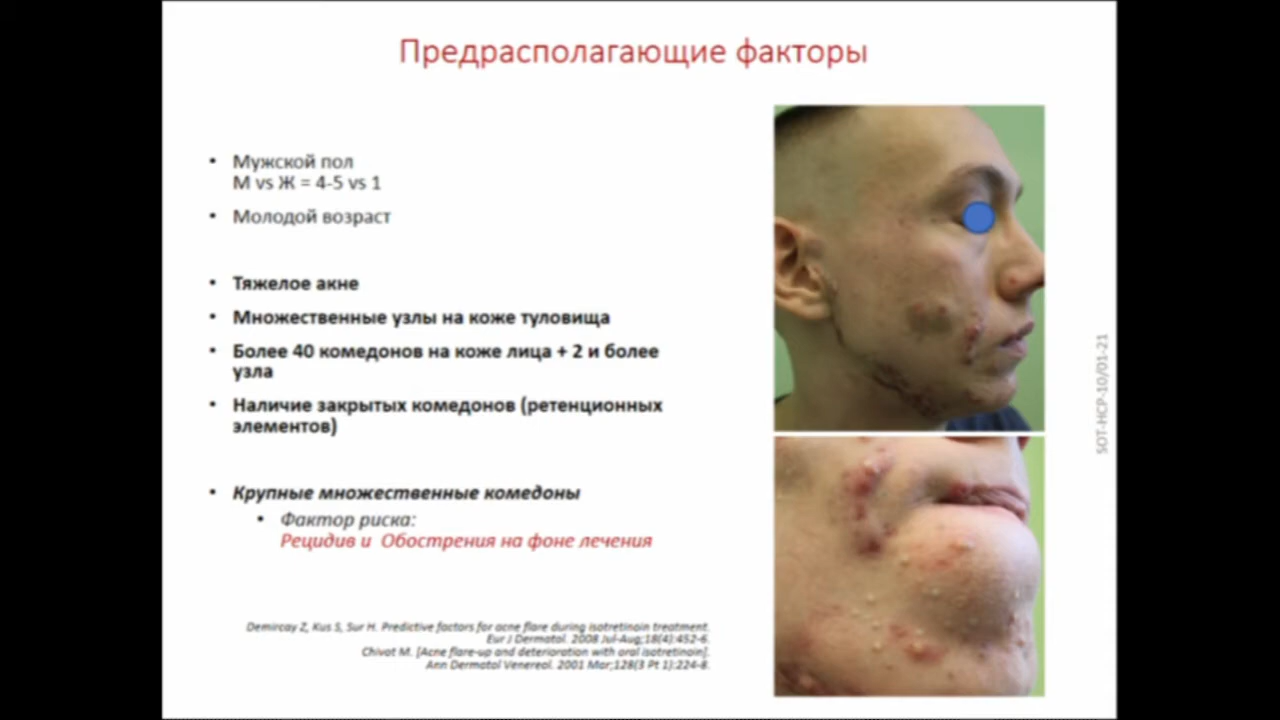 Предрасполагающие факторы
• Мужской пол
М vs Ж = 4-5 vs 1
• Молодой возраст
• Тяжелое акне
• Множественные узлы на коже туловища
• Более 40 комедонов на коже лица + 2 и более
узла
• Наличие закрытых комедонов (ретенционных
элементов)
• Крупные множественные комедоны
• Фактор риска:
Рецидив и Обострения на фоне лечения
Demircay Z, Kus S, Sur H. Predictive factors for acne flare during isotretinoin treatment.
Eur J Dermatol. 2008 Jul-Aug;18(4):452-6.
Chivot M. [Acne flare-up and deterioration with oral isotretinoin].
Ann Dermatol Venereol. 2001 Mar;128(3 Pt 1):224-8.
SOT-HCP-10/01-21